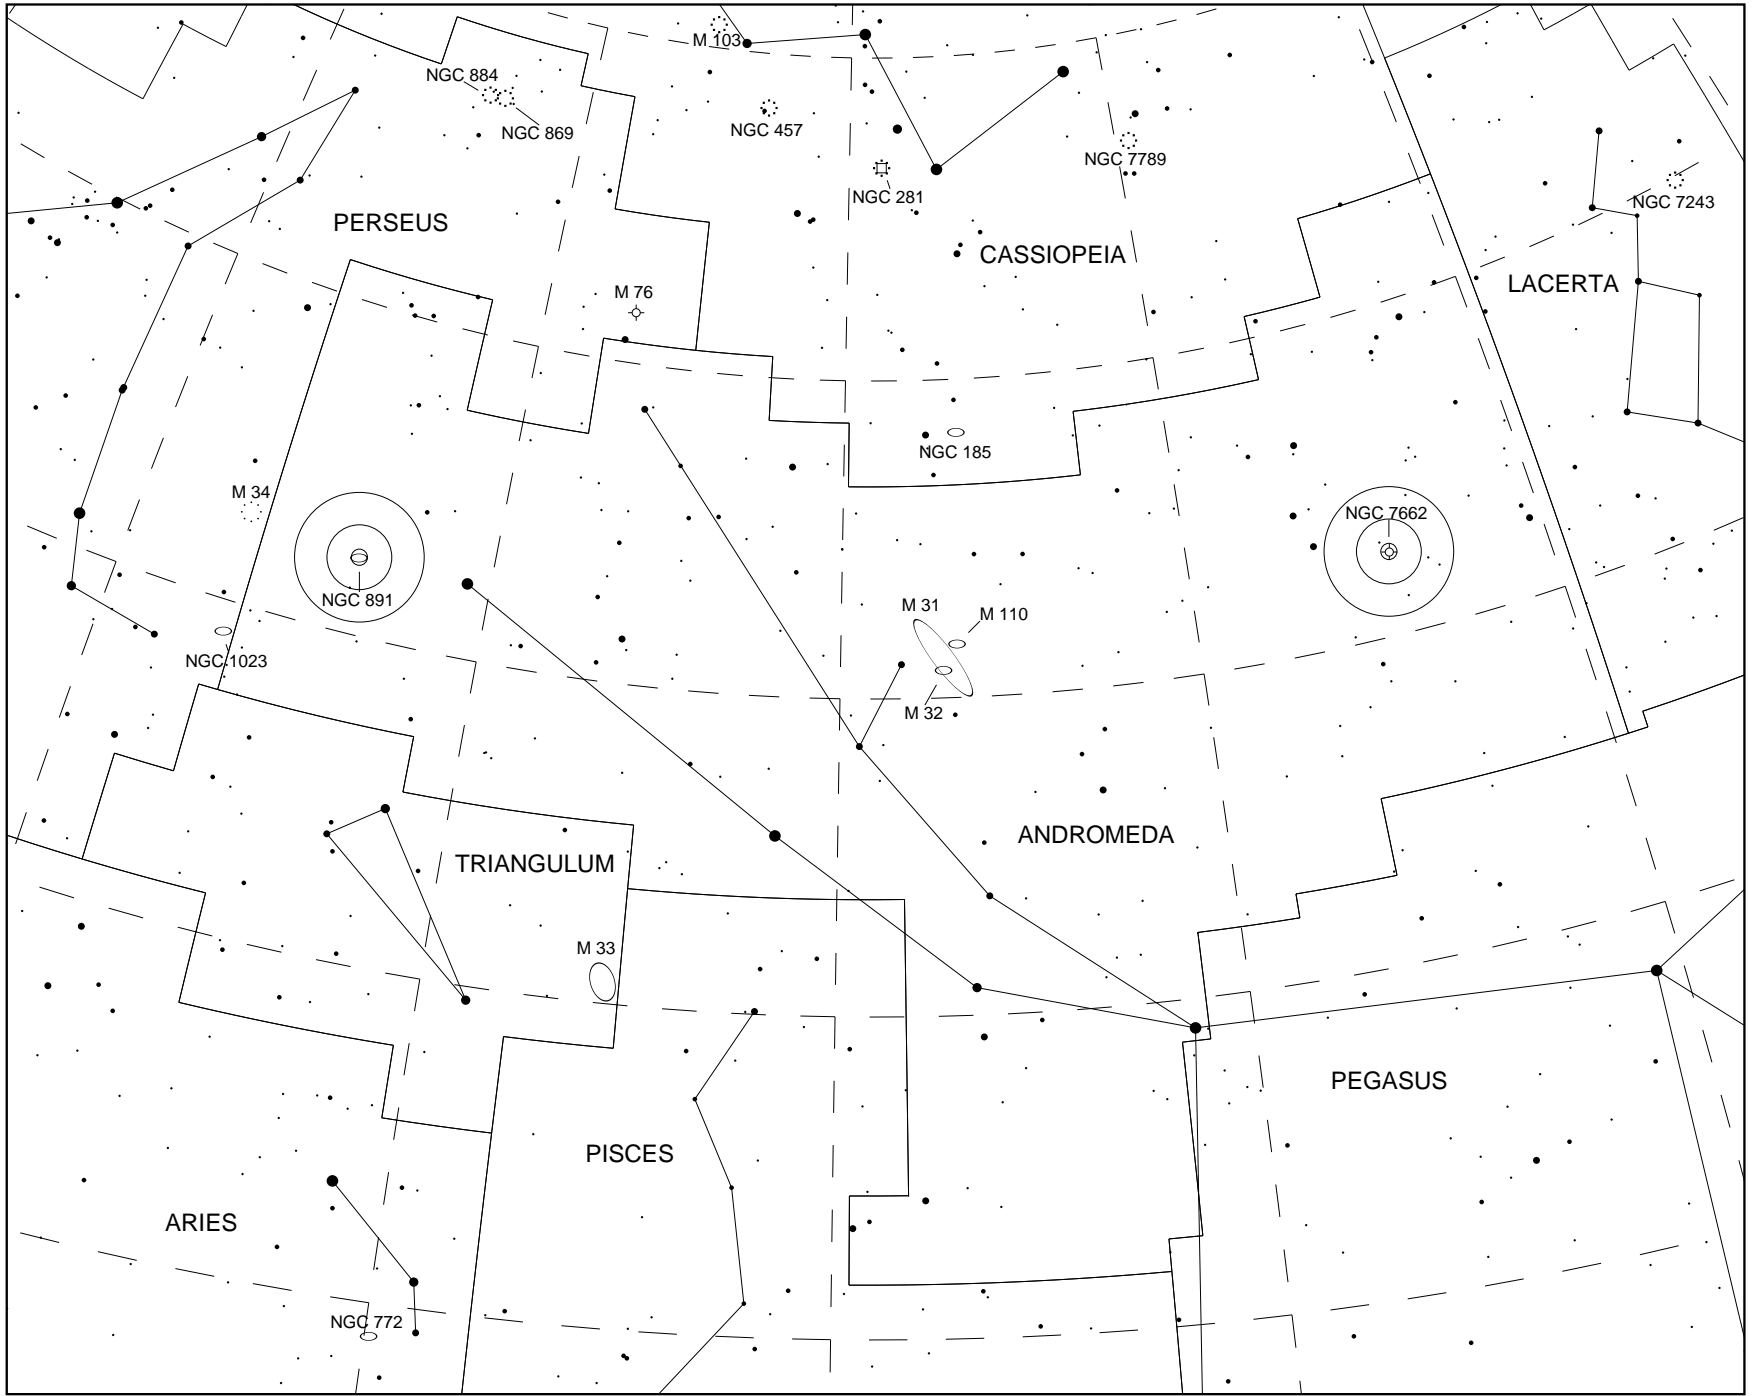 M 103
NGC 884
NGC 869
NGC 457
NGC 7789
NGC 281
NGC 7243
PERSEUS
CASSIOPEIA
LACERTA
M 76
NGC 185
M 34
NGC 7662
NGC 891
M 31
M 110
NGC 1023
M 32
ANDROMEDA
TRIANGULUM
M 33
PEGASUS
PISCES
ARIES
NGC 772